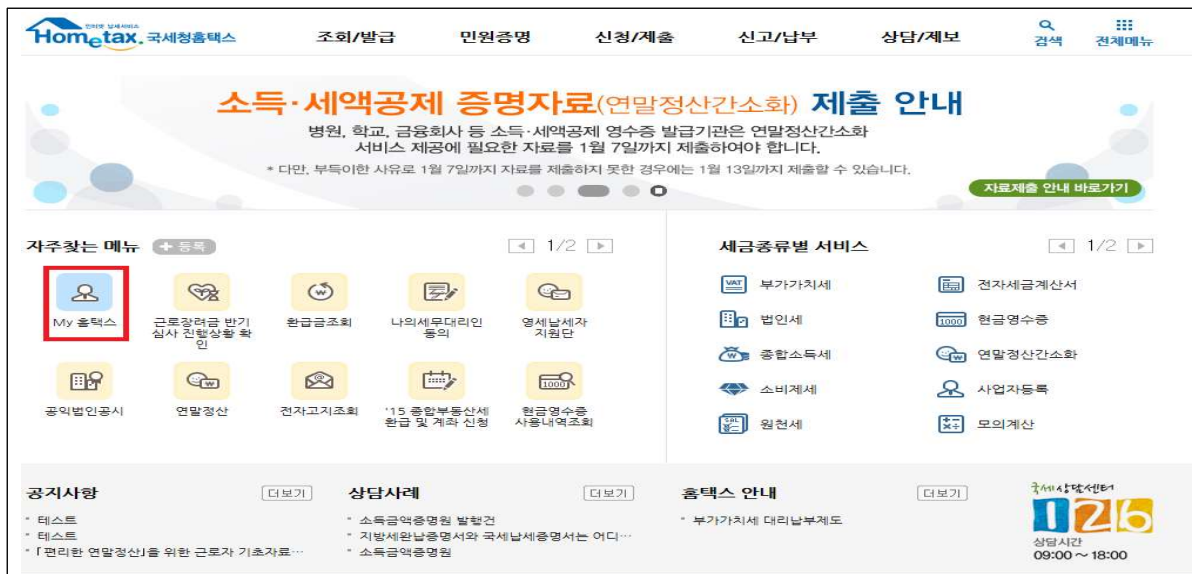 인터넷 납세서비스
Hometax. 국세청홈택스
조회/발급 민원증명 신청/제출 신고/납부 상담/제보 검색 전체메뉴
소득·세액공제 증명자료(연말정산간소화) 제출 안내
병원, 학교, 금융회사 등 소득·세액공제 영수증 발급기관은 연말정산간소화
서비스 제공에 필요한 자료를 1월 7일까지 제출하여야 합니다.
* 다만, 부득이한 사유로 1월 7일까지 자료를 제출하지 못한 경우에는 1월 13일까지 제출할 수 있습니다.
자료제출 안내 바로가기
자주찾는 메뉴 + 등록 1/2
My 홈택스
근로장려금 반기
심사 진행상황 확
인
환급금조회
나의세무대리인
동의
영세납세자
지원단
공익법인공시
연말정산
전자고지조회
'15 종합부동산세
환급 및 계좌 신청
현금영수증
사용내역조회
세금종류별 서비스 1/2
VAT 부가가치세
전자세금계산서
법인세
1000 현금영수증
종합소득세
연말정산간소화
소비제세
사업자등록
원천세
모의계산
공지사항 더보기
* 테스트
* 테스트
* 「편리한 연말정산」을 위한 근로자 기초자료…
상담사례 더보기
* 소득금액증명원 발행건
* 지방세완납증명서와 국세납세증명서는 어디…
* 소득금액증명원
홈택스 안내 더보기
* 부가가치세 대리납부제도
국세상담센터
126
상담시간
09:00 ~ 18:00